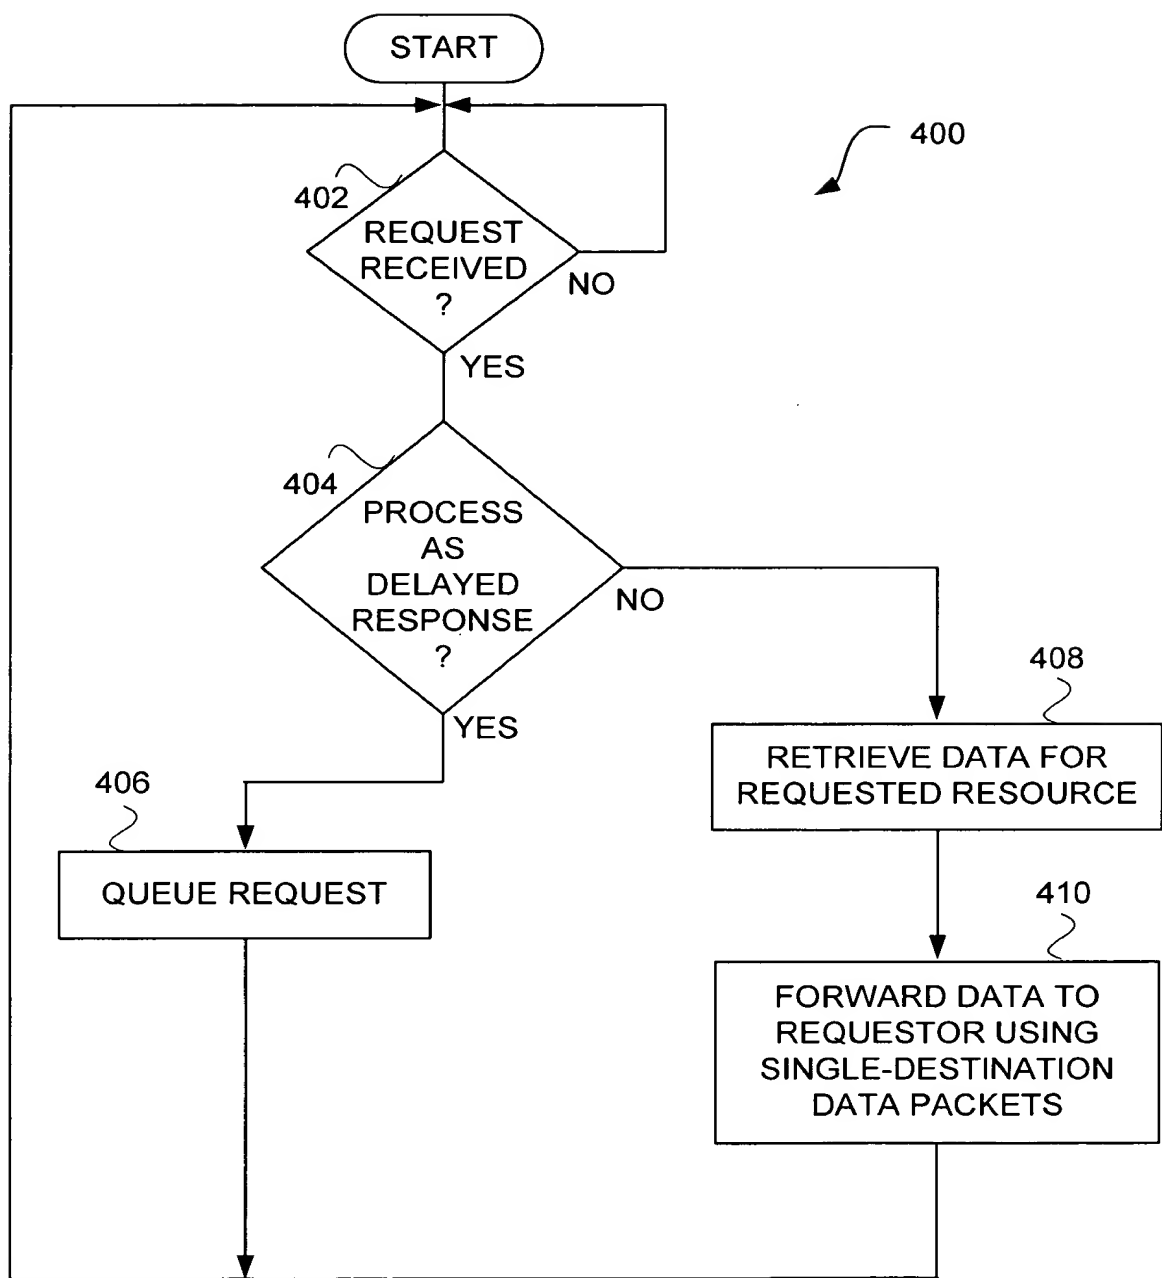 START
400
402
REQUEST
RECEIVED
?
NO
YES
404
PROCESS
AS
DELAYED
RESPONSE
?
NO
YES
408
RETRIEVE DATA FOR
REQUESTED RESOURCE
406
QUEUE REQUEST
410
FORWARD DATA TO
REQUESTOR USING
SINGLE-DESTINATION
DATA PACKETS